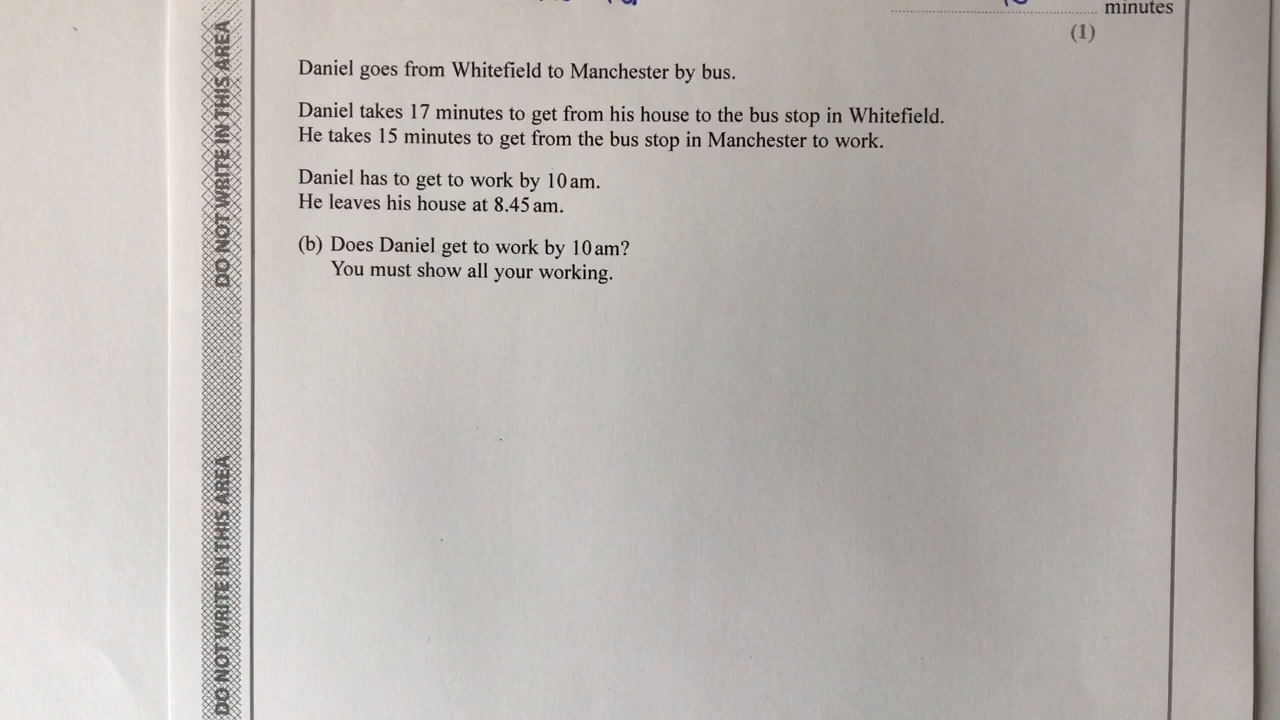 minutes
(1)
Daniel goes from Whitefield to Manchester by bus.
Daniel takes 17 minutes to get from his house to the bus stop in Whitefield.
He takes 15 minutes to get from the bus stop in Manchester to work.
Daniel has to get to work by 10 am.
He leaves his house at 8.45 am.
(b) Does Daniel get to work by 10 am?
You must show all your working.
DO NOT WRITE IN THIS AREA
DO NOT WRITE IN THIS AREA